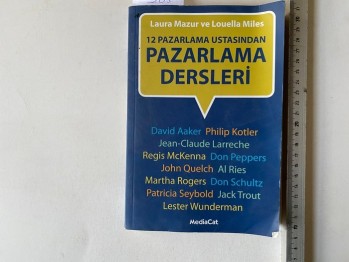 Laura Mazur ve Louella Miles
12 PAZARLAMA USTASINDAN
PAZARLAMA
DERSLERİ
David Aaker Philip Kotler
Jean-Claude Larreche
Regis McKenna Don Peppers
John Quelch Al Ries
Martha Rogers Don Schultz
Patricia Seybold Jack Trout
Lester Wunderman
MediaCat